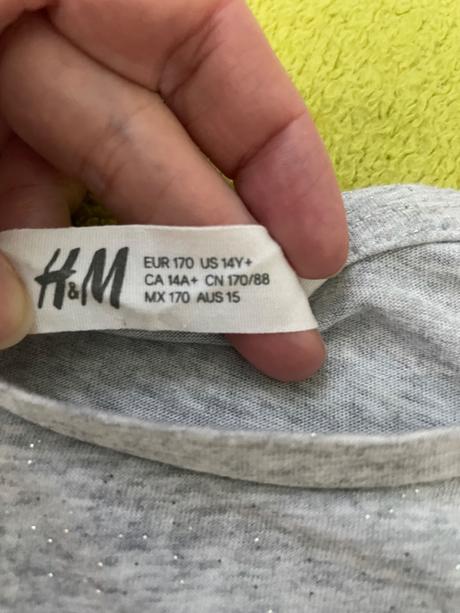 H&M
EUR 170 US 14Y+
CA 14A+ CN 170/88
MX 170 AUS 15